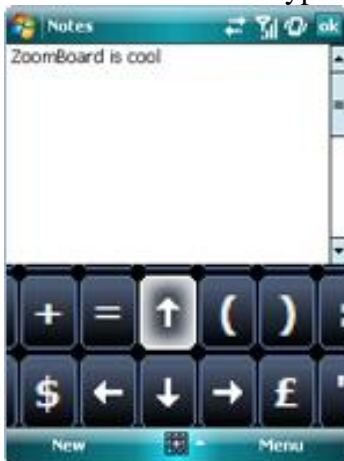 Notes ok
ZoomBoard is cool
+ = ↑ ( )
$ ← ↓ → £
New Menu